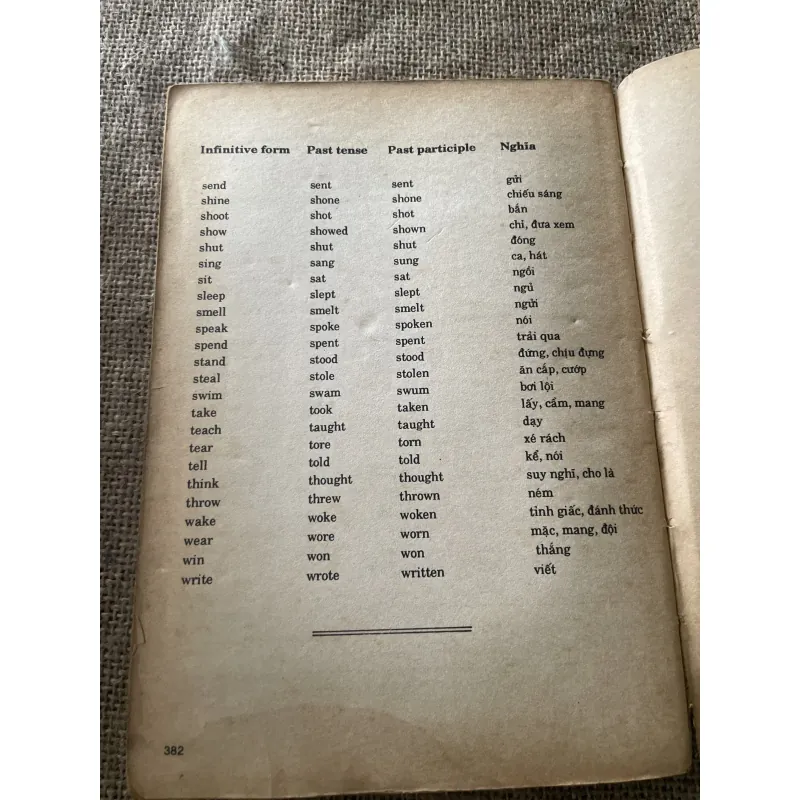 Infinitive form Past tense Past participle Nghĩa
send sent sent gửi
shine shone shone chiếu sáng
shoot shot shot bắn
show showed shown chỉ, đưa xem
shut shut shut đóng
sing sang sung ca, hát
sit sat sat ngồi
sleep slept slept ngủ
smell smelt smelt ngửi
speak spoke spoken nói
spend spent spent trải qua
stand stood stood đứng, chịu đựng
steal stole stolen ăn cắp, cướp
swim swam swum bơi lội
take took taken lấy, cầm, mang
teach taught taught dạy
tear tore torn xé rách
tell told told kể, nói
think thought thought suy nghĩ, cho là
throw threw thrown ném
wake woke woken tỉnh giấc, đánh thức
wear wore worn mặc, mang, đội
win won won thắng
write wrote written viết
382